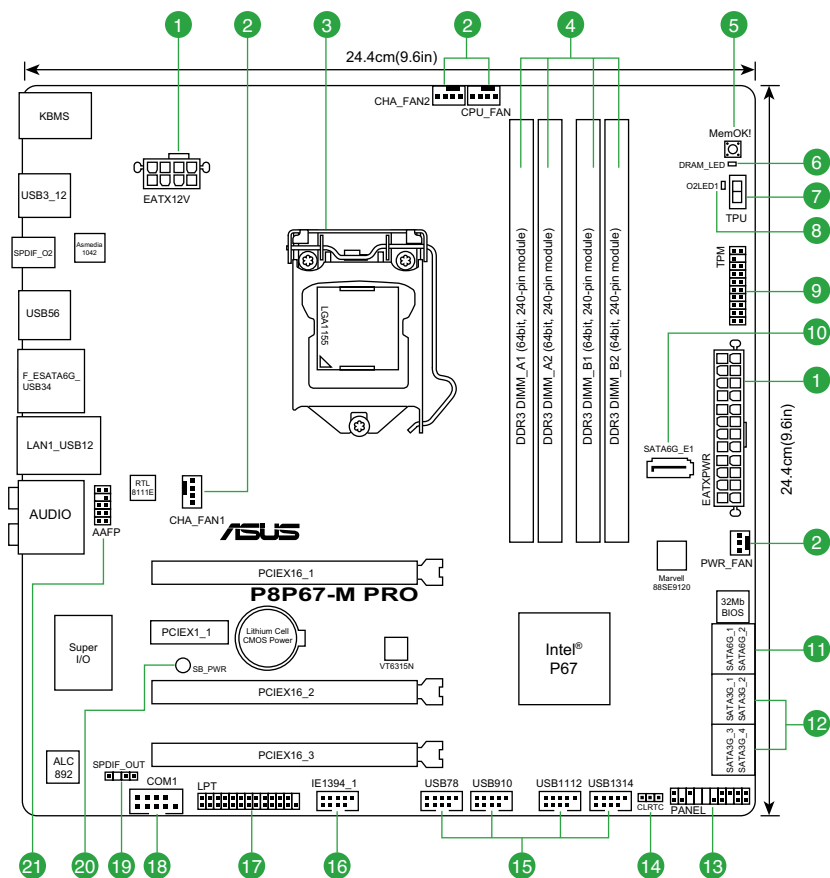 1
2
3
2
4
5
24.4cm(9.6in)
KBMS
CHA_FAN2
CPU_FAN
MemOK!
DRAM_LED
6
EATX12V
USB3_12
O2LED1
7
TPU
8
SPDIF_O2
Asmedia
1042
TPM
9
USB56
LGA1155
DDR3 DIMM_A1 (64bit, 240-pin module)
DDR3 DIMM_A2 (64bit, 240-pin module)
DDR3 DIMM_B1 (64bit, 240-pin module)
DDR3 DIMM_B2 (64bit, 240-pin module)
10
F_ESATA6G_
USB34
1
LAN1_USB12
SATA6G_E1
EATXPWR
24.4cm(9.6in)
RTL
8111E
2
AUDIO
AAFP
CHA_FAN1
ASUS
2
PWR_FAN
Marvell
88SE9120
PCIEX16_1
P8P67-M PRO
32Mb
BIOS
PCIEX1_1
Lithium Cell
CMOS Power
Super
I/O
Intel®
P67
VT6315N
SATA6G_1
SATA6G_2
11
SB_PWR
PCIEX16_2
SATA3G_1
SATA3G_2
12
SATA3G_3
SATA3G_4
PCIEX16_3
ALC
892
SPDIF_OUT
COM1
LPT
IE1394_1
USB78
USB910
USB1112
USB1314
CLRTC
PANEL
21
20
19
18
17
16
15
14
13